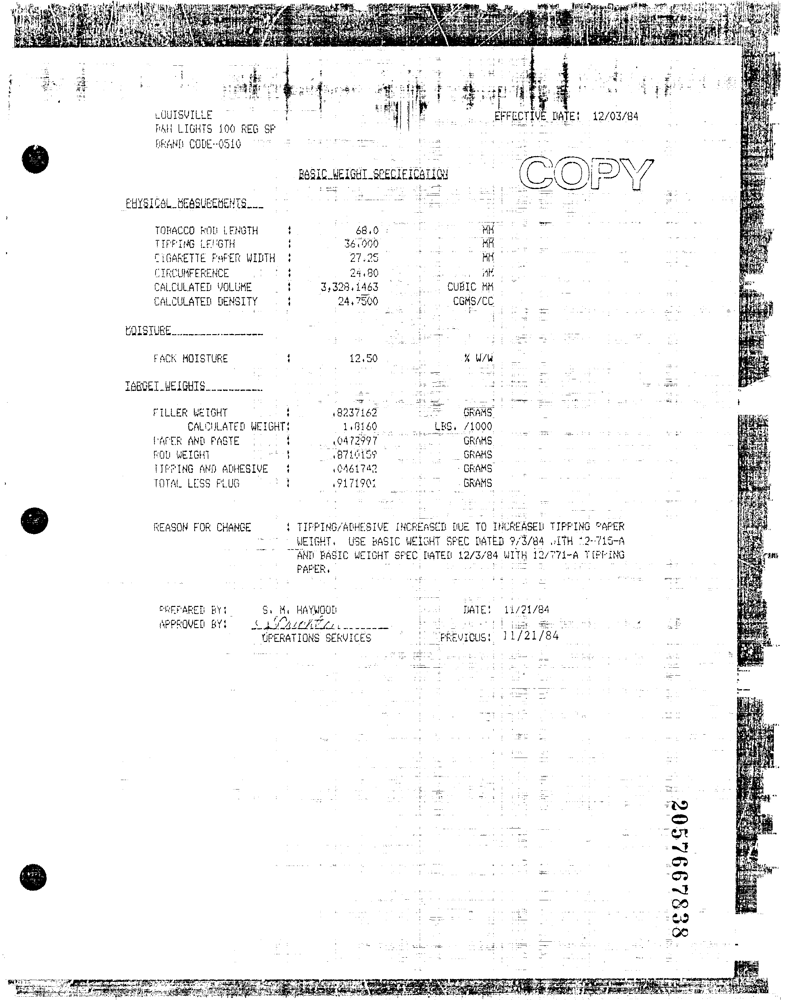 LOUISVILLE
EFFECTIVE DATE: 12/03/84
B&H LIGHTS 100 REG SP
BRAND CODE-0510
COPY
BASIC WEIGHT SPECIFICATION
PHYSICAL MEASUREMENTS
TOBACCO ROD LENGTH : 68.0 MM
TIPPING LENGTH : 36.000 MM
CIGARETTE PAPER WIDTH : 27.25 MM
CIRCUMFERENCE : 24.80 MM
CALCULATED VOLUME : 3,328.1463 CUBIC MM
CALCULATED DENSITY : 24.7500 CGMS/CC
MOISTURE
PACK MOISTURE : 12.50 % W/W
TARGET WEIGHTS
FILLER WEIGHT : .8237162 GRAMS
CALCULATED WEIGHT: 1.8160 LBS. /1000
PAPER AND PASTE : .0472997 GRAMS
ROD WEIGHT : .8710159 GRAMS
TIPPING AND ADHESIVE : .0461742 GRAMS
TOTAL LESS PLUG : .9171901 GRAMS
REASON FOR CHANGE : TIPPING/ADHESIVE INCREASED DUE TO INCREASED TIPPING PAPER
WEIGHT. USE BASIC WEIGHT SPEC DATED 9/3/84 WITH 12-715-A
AND BASIC WEIGHT SPEC DATED 12/3/84 WITH 12/771-A TIPPING
PAPER.
PREPARED BY: S. M. HAYWOOD DATE: 11/21/84
APPROVED BY:
OPERATIONS SERVICES PREVIOUS: 11/21/84
2057667838